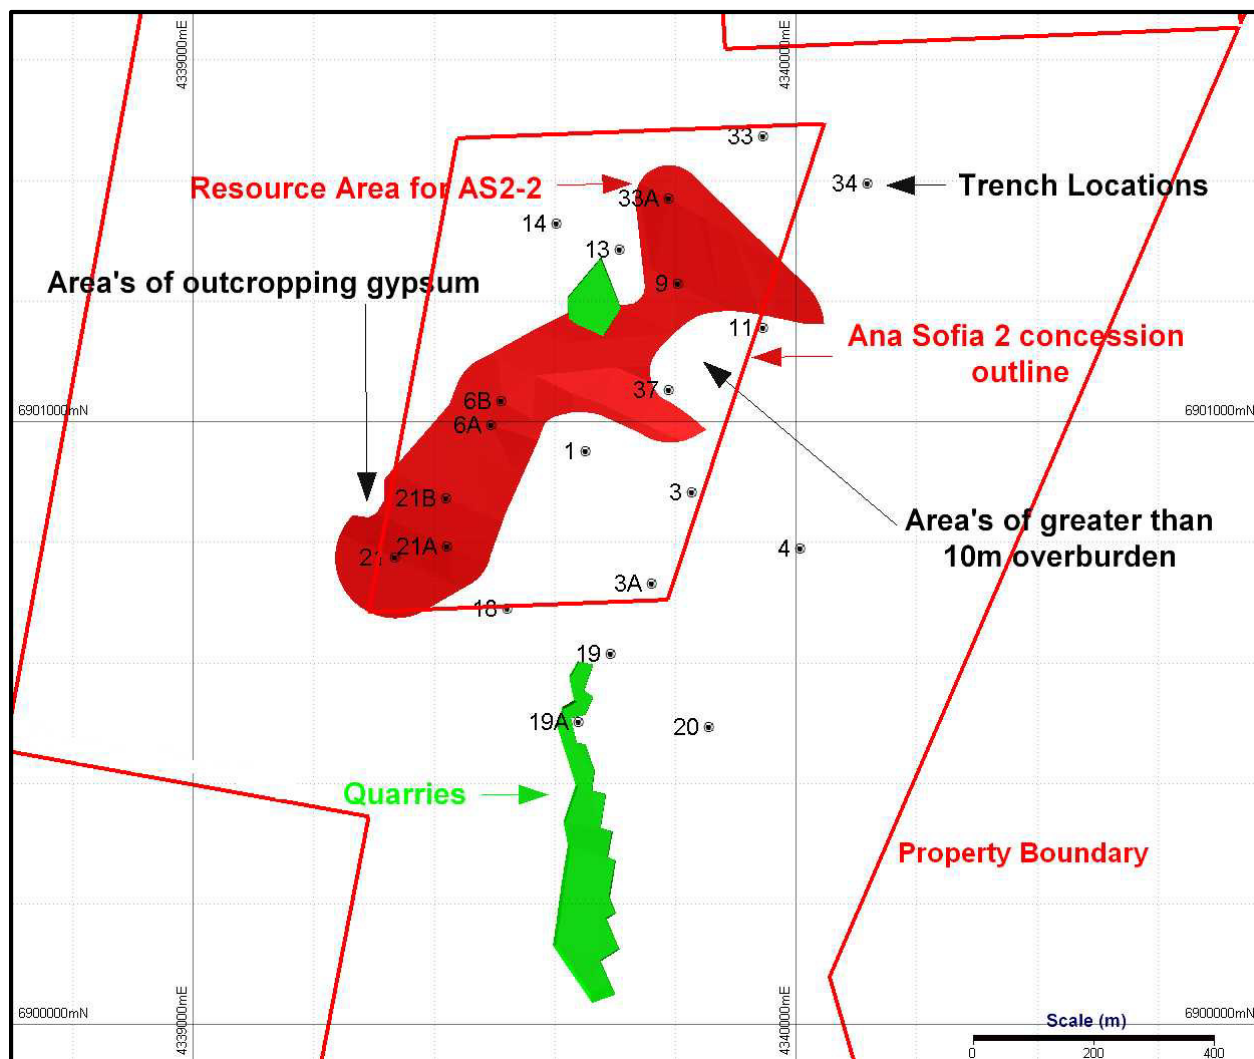 4339000mE
4340000mE
33
Resource Area for AS2-2
34
Trench Locations
33A
14
13
Area's of outcropping gypsum
9
11
Ana Sofia 2 concession
outline
37
6B
6901000mN
6901000mN
6A
1
21B
3
Area's of greater than
10m overburden
21A
21
4
3A
18
19
19A
20
Quarries
Property Boundary
4339000mE
4340000mE
6900000mN
6900000mN
Scale (m)
0
200
400